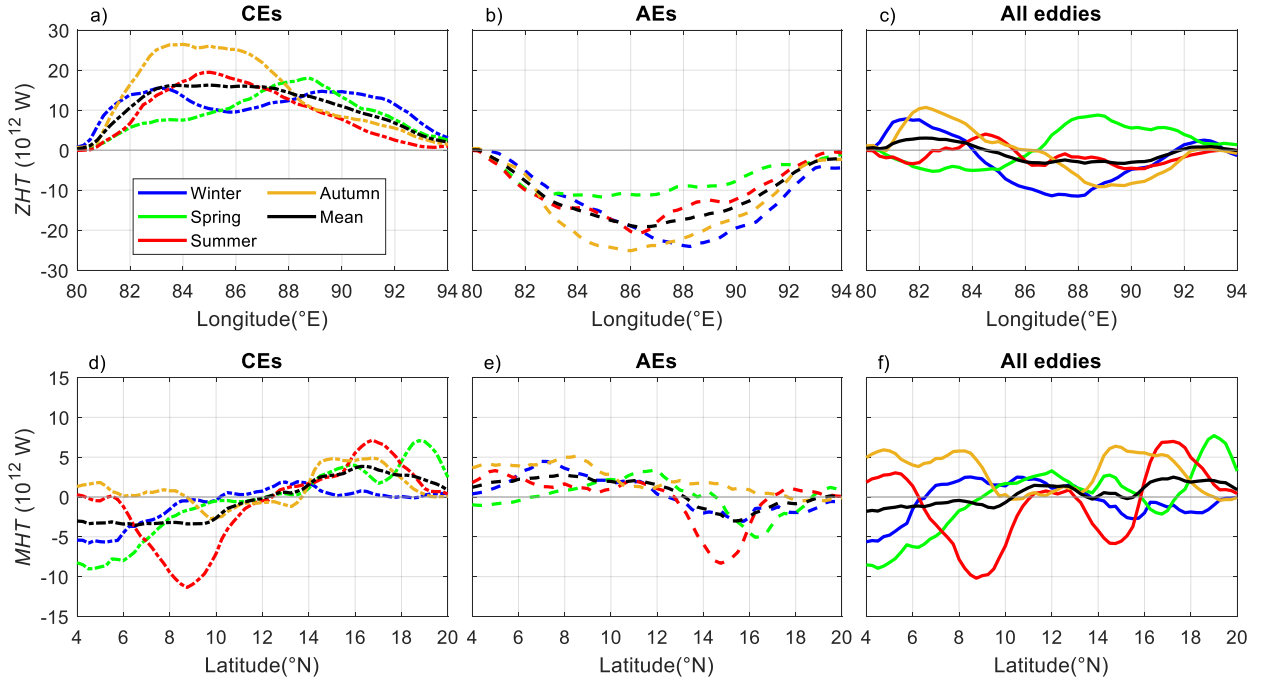 a) CEs
b) AEs
c) All eddies
ZHT (10¹² W)
30
20
10
0
-10
-20
-30
Winter
Spring
Summer
Autumn
Mean
80 82 84 86 88 90 92 94
80 82 84 86 88 90 92 94
80 82 84 86 88 90 92 94
Longitude(°E)
Longitude(°E)
Longitude(°E)
d) CEs
e) AEs
f) All eddies
MHT (10¹² W)
15
10
5
0
-5
-10
-15
4 6 8 10 12 14 16 18 20
4 6 8 10 12 14 16 18 20
4 6 8 10 12 14 16 18 20
Latitude(°N)
Latitude(°N)
Latitude(°N)